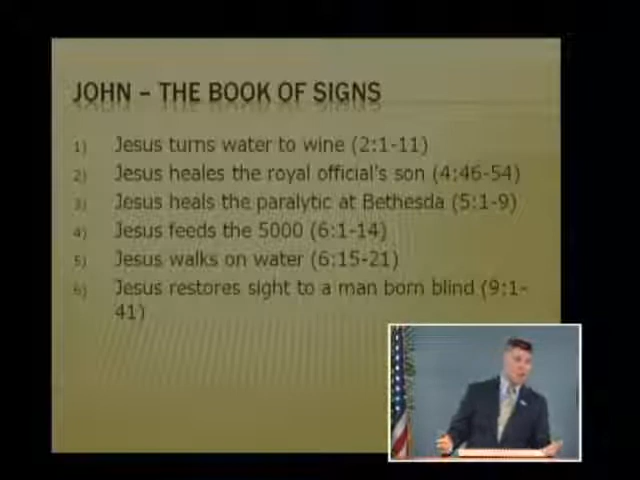 JOHN – THE BOOK OF SIGNS
1) Jesus turns water to wine (2:1-11)
2) Jesus heales the royal official's son (4:46-54)
3) Jesus heals the paralytic at Bethesda (5:1-9)
4) Jesus feeds the 5000 (6:1-14)
5) Jesus walks on water (6:15-21)
6) Jesus restores sight to a man born blind (9:1-
41)